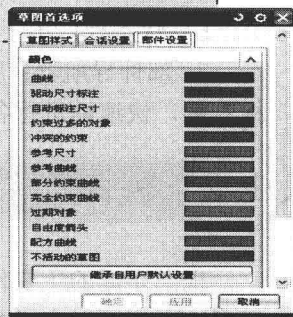 草图首选项
草图样式 会话设置 部件设置
颜色
曲线
驱动尺寸标注
自动标注尺寸
约束过多的对象
冲突的约束
参考尺寸
参考曲线
部分约束曲线
完全约束曲线
过期对象
自由度箭头
配方曲线
不活动的草图
继承自用户默认设置
确定 应用 取消